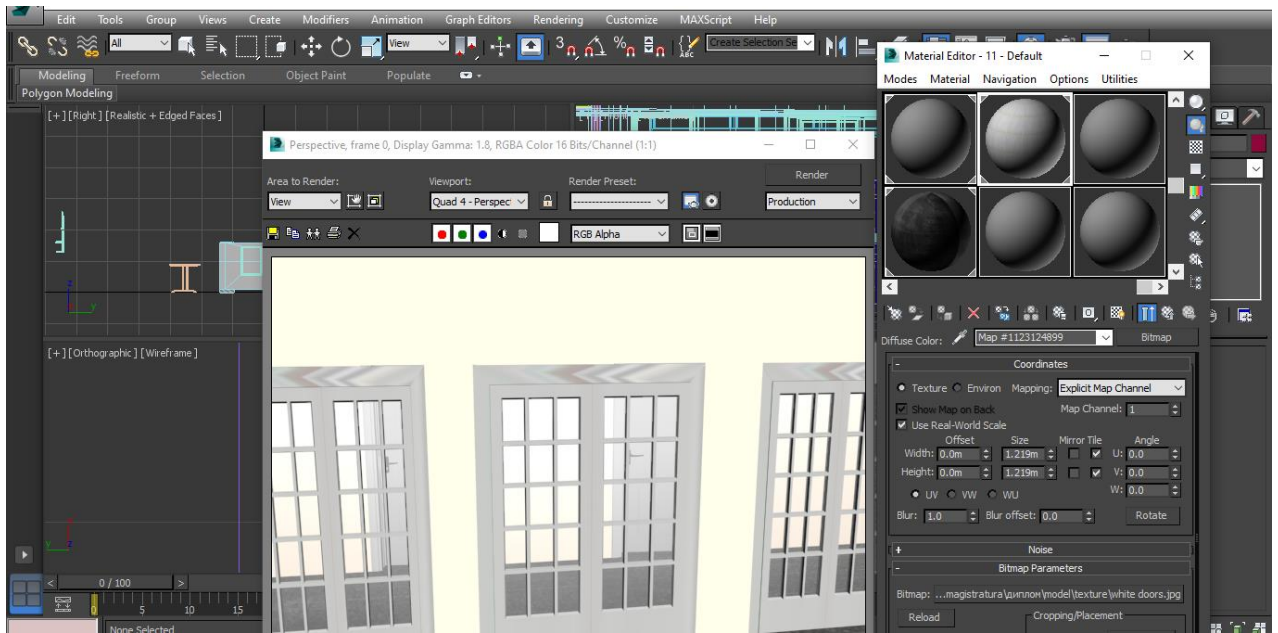 Edit Tools Group Views Create Modifiers Animation Graph Editors Rendering Customize MAXScript Help
All View 3 % ABC Create Selection Se
Modeling Freeform Selection Object Paint Populate
Polygon Modeling
[+] [Right] [Realistic + Edged Faces]
z
y
[+] [Orthographic] [Wireframe]
y z
0 / 100
0 5 10 15
None Selected
Perspective, frame 0, Display Gamma: 1.8, RGBA Color 16 Bits/Channel (1:1)
Area to Render: Viewport: Render Preset: Render
View Quad 4 - Perspec Production
RGB Alpha
Material Editor - 11 - Default
Modes Material Navigation Options Utilities
Diffuse Color: Map #1123124899 Bitmap
- Coordinates
Texture Environ Mapping: Explicit Map Channel
Show Map on Back Map Channel: 1
Use Real-World Scale
Offset Size Mirror Tile Angle
Width: 0.0m 1.219m U: 0.0
Height: 0.0m 1.219m V: 0.0
UV VW WU W: 0.0
Blur: 1.0 Blur offset: 0.0 Rotate
+ Noise
- Bitmap Parameters
Bitmap: ...magistratura\диплом\model\texture\white doors.jpg
Reload Cropping/Placement